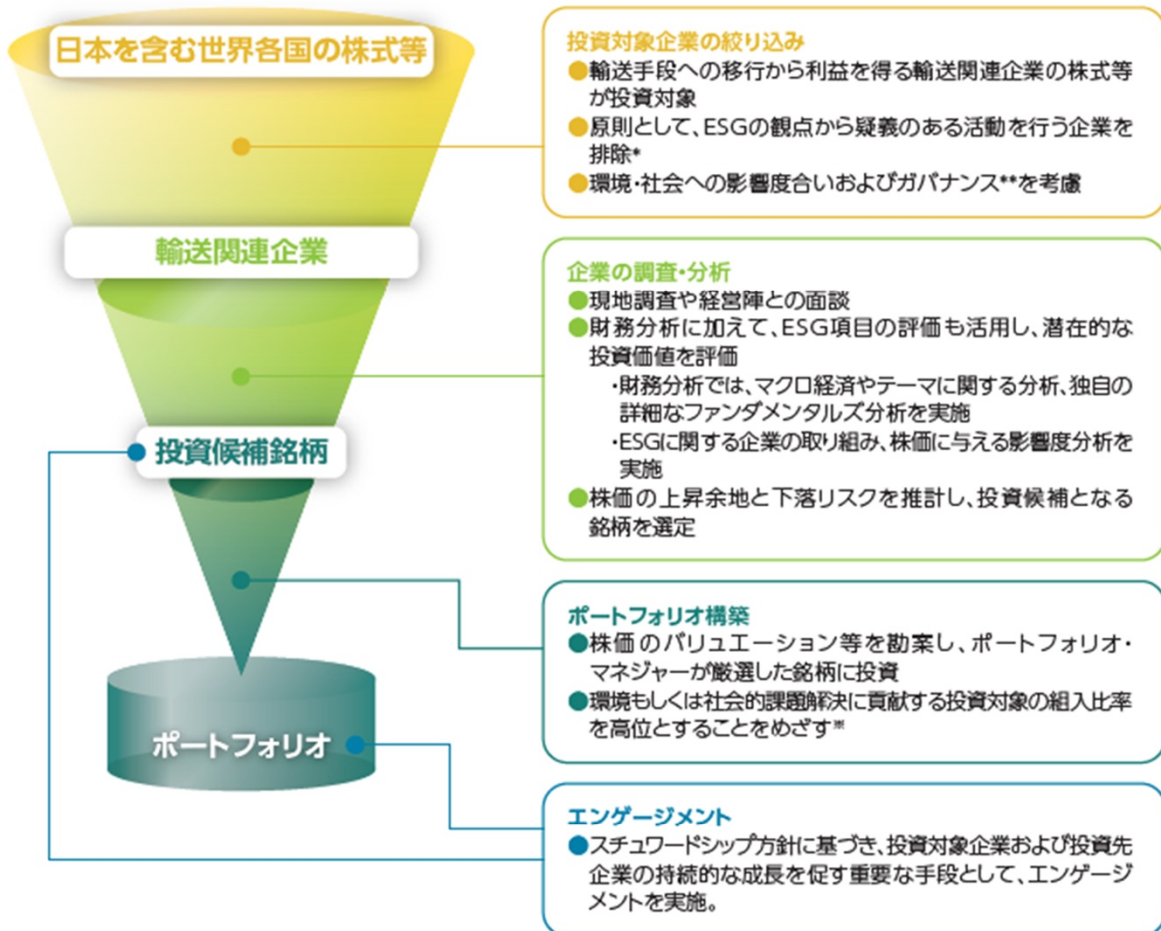 日本を含む世界各国の株式等
輸送関連企業
投資候補銘柄
ポートフォリオ
投資対象企業の絞り込み
●輸送手段への移行から利益を得る輸送関連企業の株式等
が投資対象
●原則として、ESGの観点から疑義のある活動を行う企業を
排除*
●環境・社会への影響度合いおよびガバナンス**を考慮
企業の調査・分析
●現地調査や経営陣との面談
●財務分析に加えて、ESG項目の評価も活用し、潜在的な
投資価値を評価
・財務分析では、マクロ経済やテーマに関する分析、独自の
詳細なファンダメンタルズ分析を実施
・ESGに関する企業の取り組み、株価に与える影響度分析を
実施
●株価の上昇余地と下落リスクを推計し、投資候補となる
銘柄を選定
ポートフォリオ構築
●株価のバリュエーション等を勘案し、ポートフォリオ・
マネジャーが厳選した銘柄に投資
●環境もしくは社会的課題解決に貢献する投資対象の組入比率
を高位とすることをめざす※
エンゲージメント
●スチュワードシップ方針に基づき、投資対象企業および投資先
企業の持続的な成長を促す重要な手段として、エンゲージ
メントを実施。